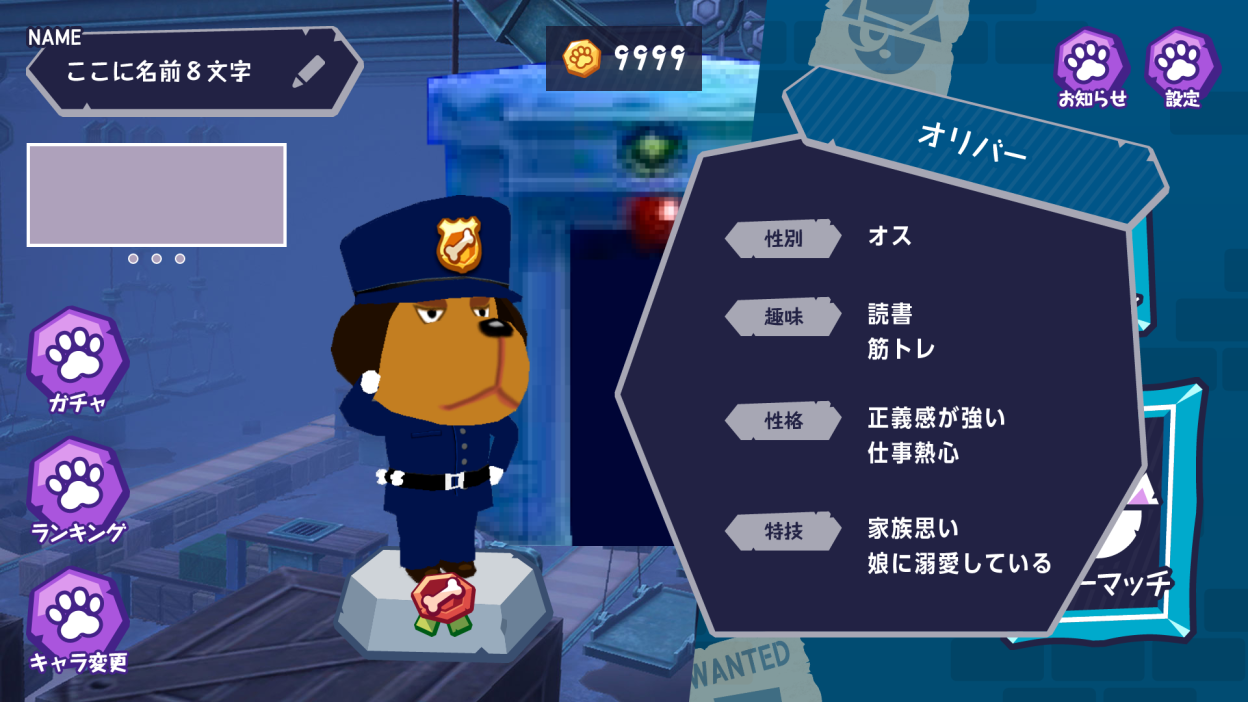 NAME
ここに名前8文字
9999
お知らせ
設定
オリバー
性別
オス
趣味
読書
筋トレ
性格
正義感が強い
仕事熱心
特技
家族思い
娘に溺愛している
ガチャ
ランキング
キャラ変更
ーマッチ
WANTED